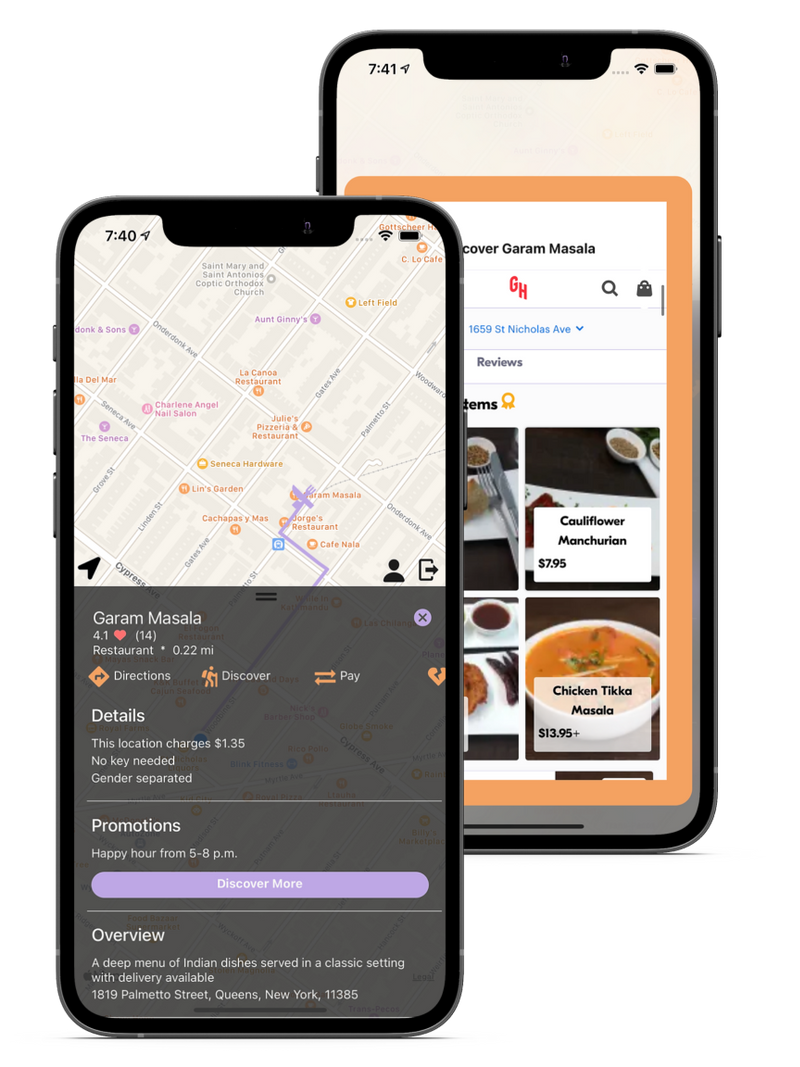 7:41
cover Garam Masala
GH
1659 St Nicholas Ave
Reviews
tems
Cauliflower
Manchurian
$7.95
Chicken Tikka
Masala
$13.95+
7:40
Gottscheer H
C. Lo Cafe
Saint Mary and
Saint Antonios
Coptic Orthodox
Church
Left Field
Aunt Ginny's
donk & Sons
Onderdonk Ave
La Canoa
Restaurant
Gates Ave
Woodward
lla Del Mar
Charlene Angel
Nail Salon
Palmetto St
Seneca Ave
Julie's
Pizzeria &
Restaurant
The Seneca
Seneca Hardware
Grove St
Lin's Garden
Garam Masala
Linden St
Cachapas y Mas
Jorge's
Restaurant
Onderdonk Ave
Gates Ave
Cafe Nala
Cypress Ave
Palmetto St
Garam Masala
4.1 (14)
Restaurant * 0.22 mi
Directions
Discover
Pay
Details
This location charges $1.35
No key needed
Gender separated
Promotions
Happy hour from 5-8 p.m.
Discover More
Overview
A deep menu of Indian dishes served in a classic setting
with delivery available
1819 Palmetto Street, Queens, New York, 11385
Legal